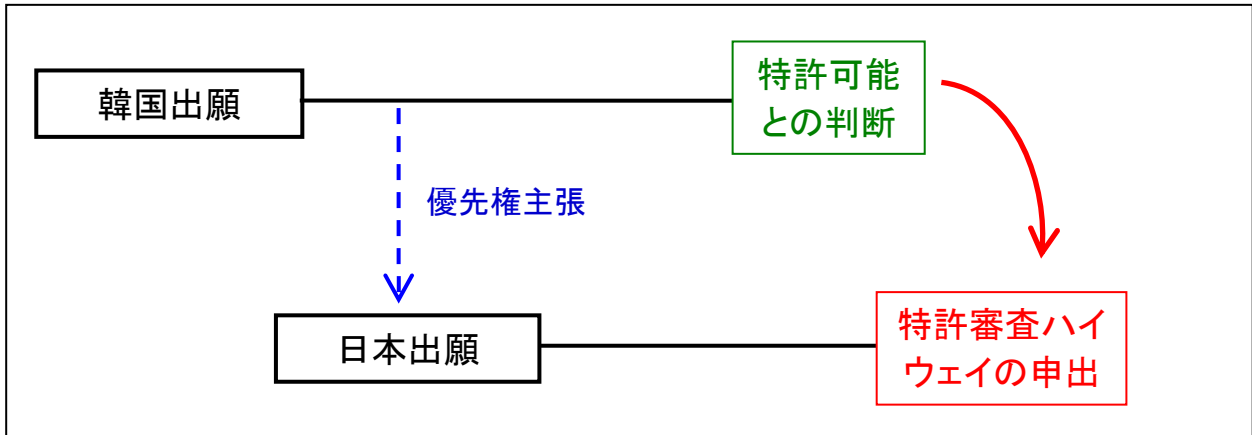 韓国出願
特許可能
との判断
優先権主張
日本出願
特許審査ハイ
ウェイの申出